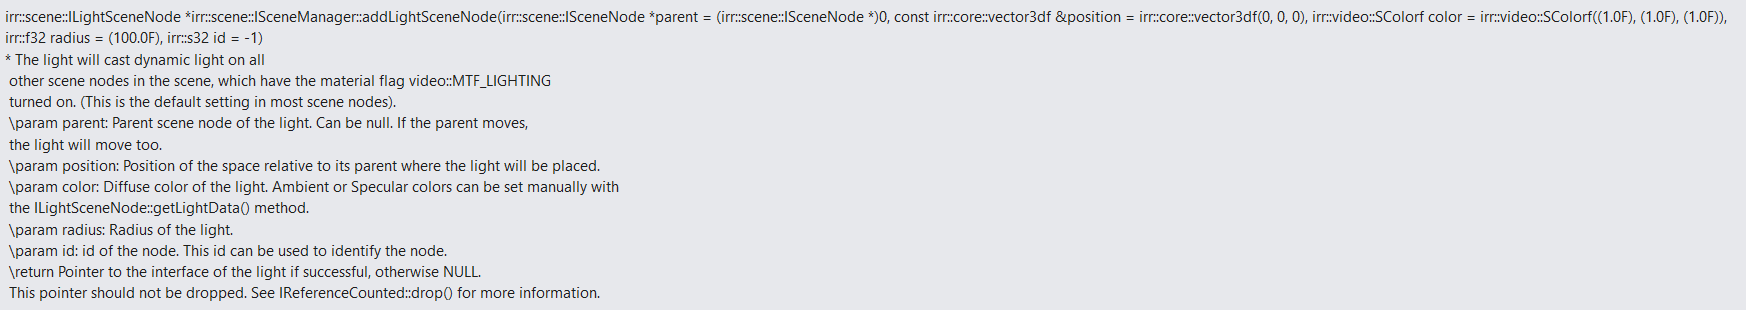 irr::scene::ILightSceneNode *irr::scene::ISceneManager::addLightSceneNode(irr::scene::ISceneNode *parent = (irr::scene::ISceneNode *)0, const irr::core::vector3df &position = irr::core::vector3df(0, 0, 0), irr::video::SColorf color = irr::video::SColorf((1.0F), (1.0F), (1.0F)),
irr::f32 radius = (100.0F), irr::s32 id = -1)
* The light will cast dynamic light on all
other scene nodes in the scene, which have the material flag video::MTF_LIGHTING
turned on. (This is the default setting in most scene nodes).
\param parent: Parent scene node of the light. Can be null. If the parent moves,
the light will move too.
\param position: Position of the space relative to its parent where the light will be placed.
\param color: Diffuse color of the light. Ambient or Specular colors can be set manually with
the ILightSceneNode::getLightData() method.
\param radius: Radius of the light.
\param id: id of the node. This id can be used to identify the node.
\return Pointer to the interface of the light if successful, otherwise NULL.
This pointer should not be dropped. See IReferenceCounted::drop() for more information.